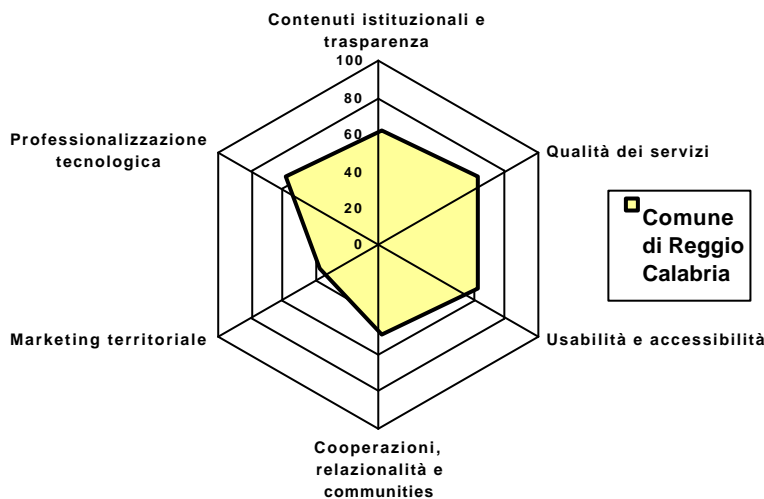 Contenuti istituzionali e
trasparenza
100
80
60
40
20
0
Professionalizzazione
tecnologica
Qualità dei servizi
Comune
di Reggio
Calabria
Marketing territoriale
Usabilità e accessibilità
Cooperazioni,
relazionalità e
communities